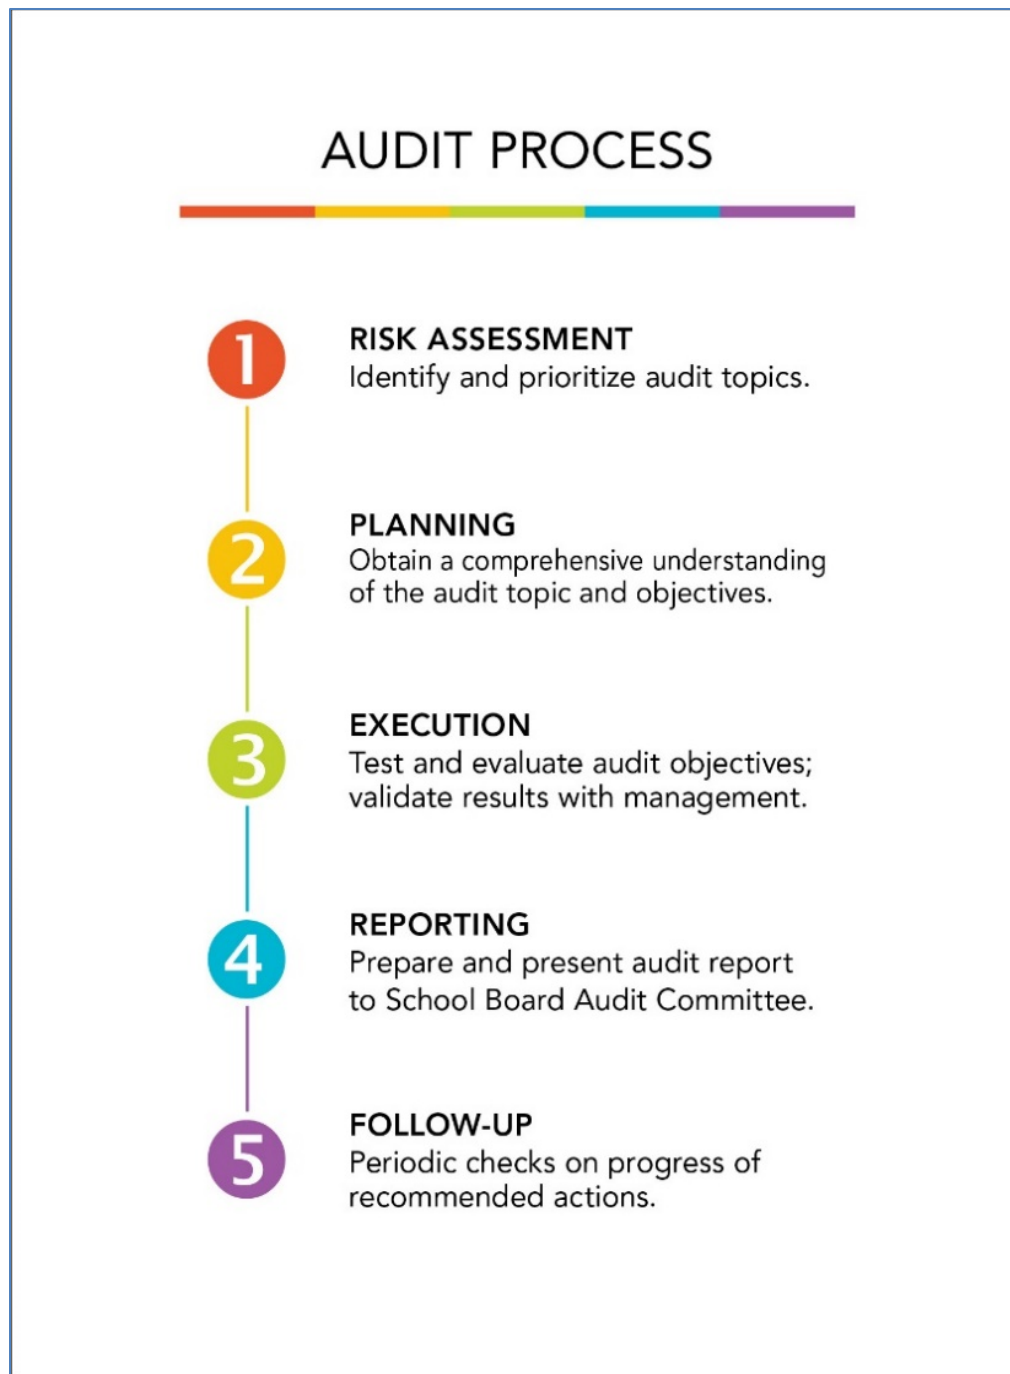 AUDIT PROCESS
1
RISK ASSESSMENT
Identify and prioritize audit topics.
2
PLANNING
Obtain a comprehensive understanding
of the audit topic and objectives.
3
EXECUTION
Test and evaluate audit objectives;
validate results with management.
4
REPORTING
Prepare and present audit report
to School Board Audit Committee.
5
FOLLOW-UP
Periodic checks on progress of
recommended actions.